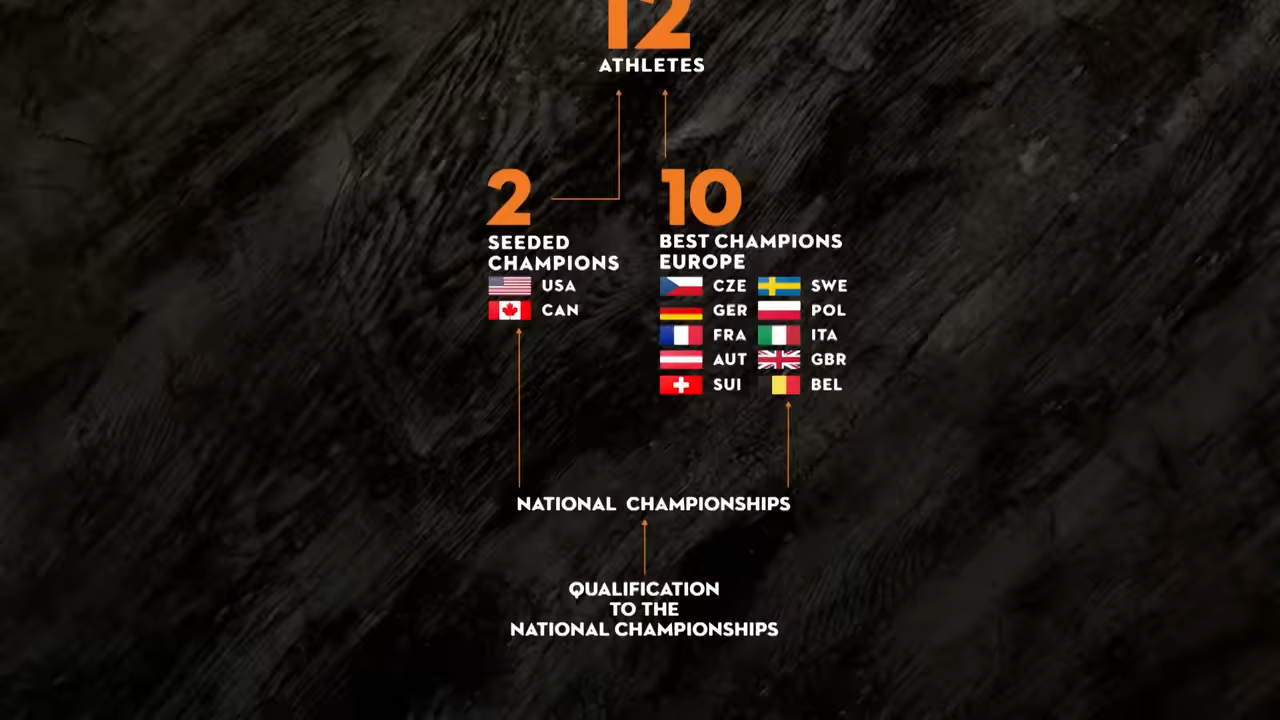 12
ATHLETES
2
SEEDED
CHAMPIONS
USA
CAN
10
BEST CHAMPIONS
EUROPE
CZE SWE
GER POL
FRA ITA
AUT GBR
SUI BEL
NATIONAL CHAMPIONSHIPS
QUALIFICATION
TO THE
NATIONAL CHAMPIONSHIPS